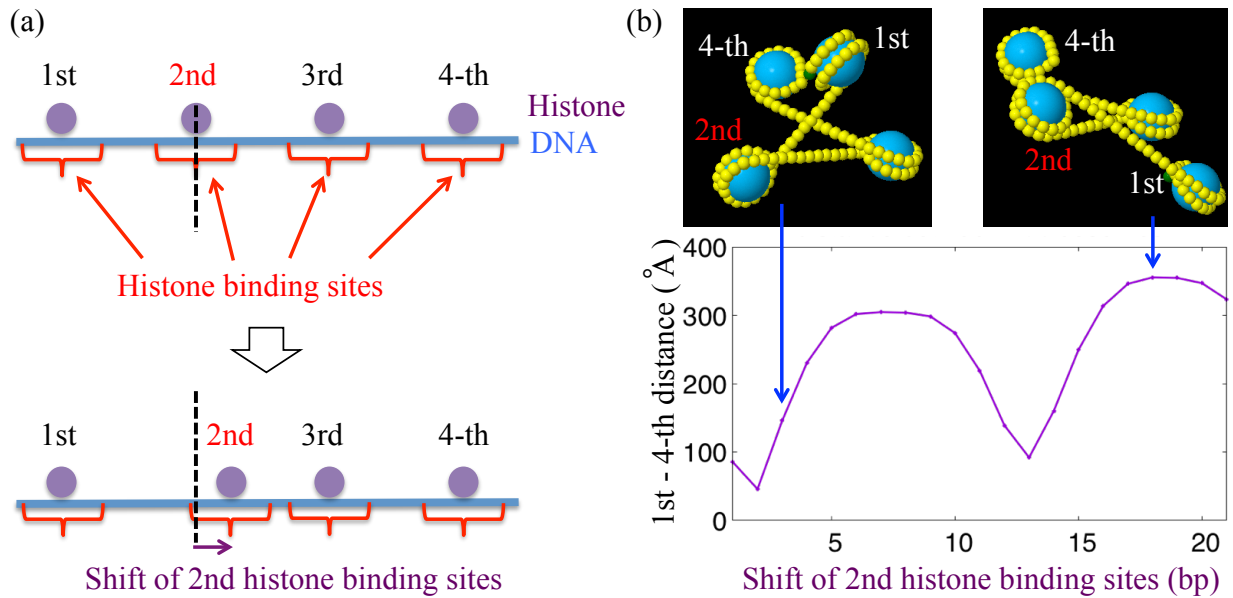 (a)
1st
2nd
3rd
4-th
Histone
DNA
Histone binding sites
1st
2nd
3rd
4-th
Shift of 2nd histone binding sites
(b)
4-th
1st
2nd
4-th
2nd
1st
1st - 4-th distance (Å)
400
300
200
100
0
5
10
15
20
Shift of 2nd histone binding sites (bp)